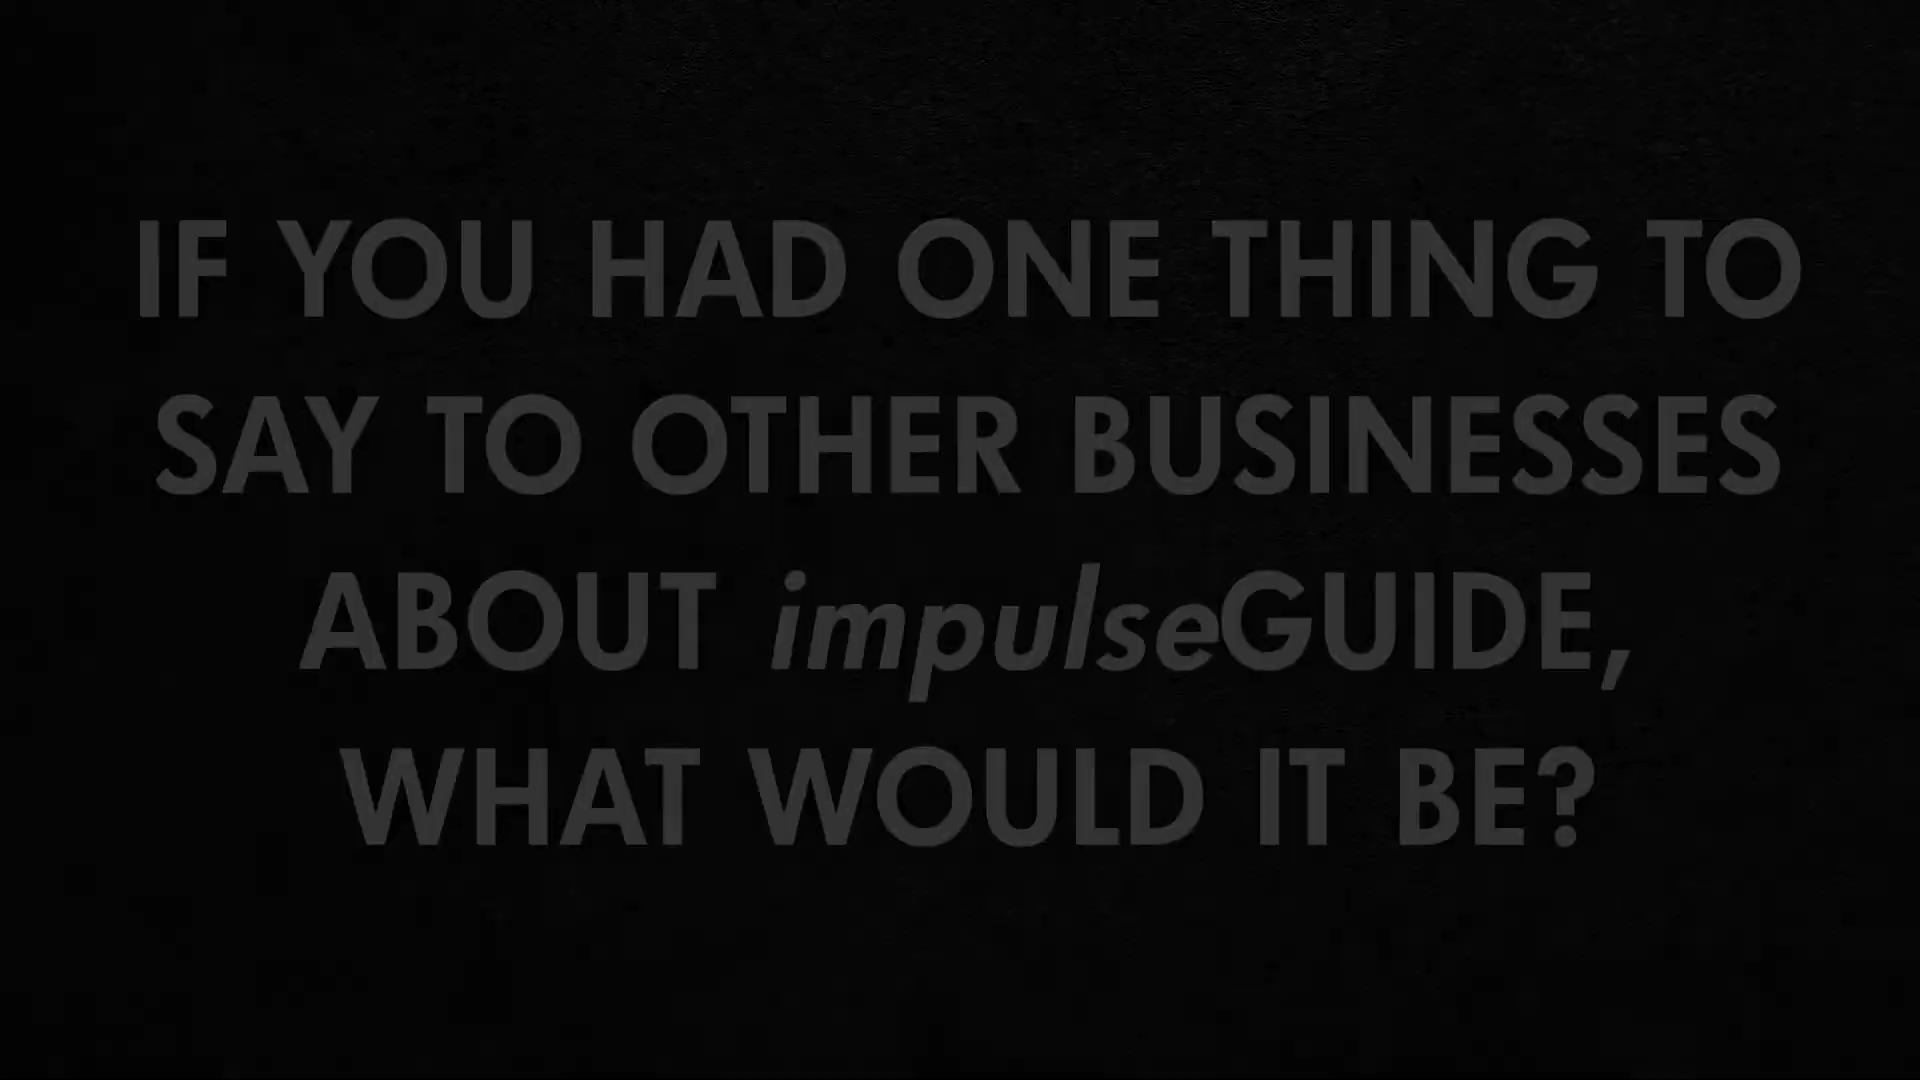 IF YOU HAD ONE THING TO
SAY TO OTHER BUSINESSES
ABOUT impulseGUIDE,
WHAT WOULD IT BE?